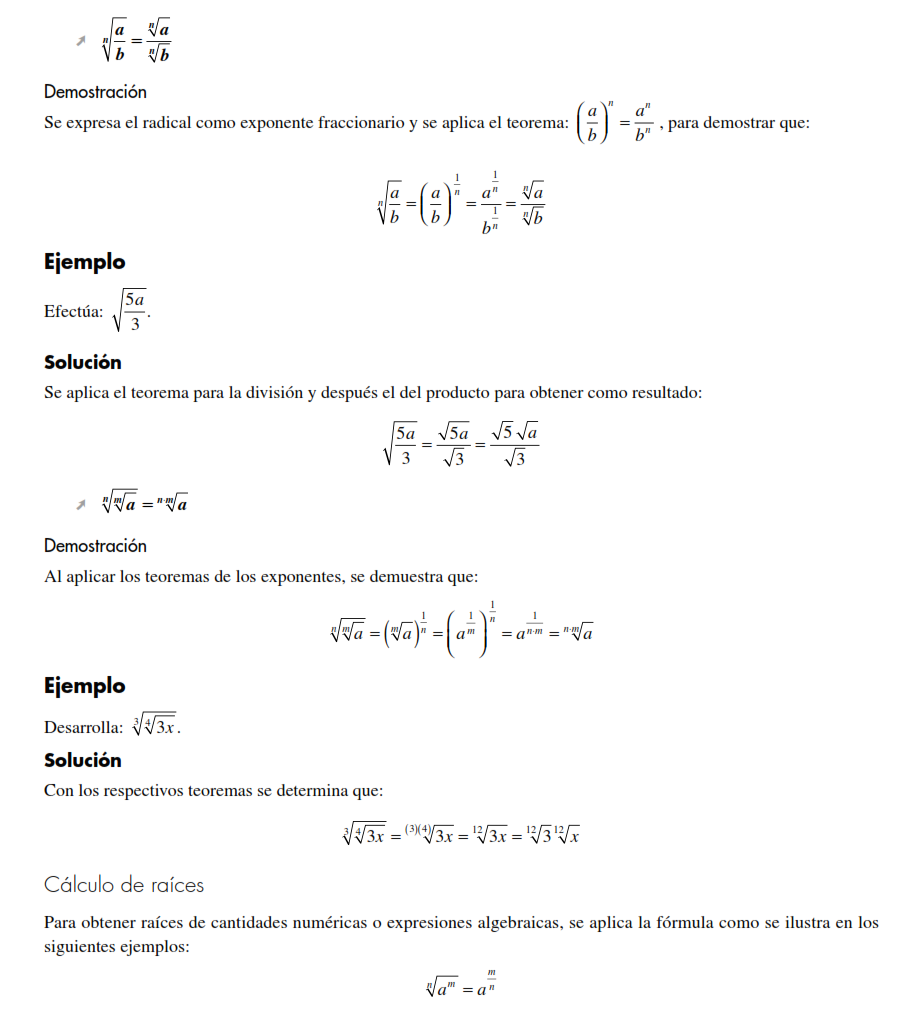 ➚ $\sqrt[n]{\frac{a}{b}} = \frac{\sqrt[n]{a}}{\sqrt[n]{b}}$
Demostración
Se expresa el radical como exponente fraccionario y se aplica el teorema: $\left(\frac{a}{b}\right)^n = \frac{a^n}{b^n}$ , para demostrar que:
$\sqrt[n]{\frac{a}{b}} = \left(\frac{a}{b}\right)^{\frac{1}{n}} = \frac{a^{\frac{1}{n}}}{b^{\frac{1}{n}}} = \frac{\sqrt[n]{a}}{\sqrt[n]{b}}$
Ejemplo
Efectúa: $\sqrt{\frac{5a}{3}}$.
Solución
Se aplica el teorema para la división y después el del producto para obtener como resultado:
$\sqrt{\frac{5a}{3}} = \frac{\sqrt{5a}}{\sqrt{3}} = \frac{\sqrt{5}\sqrt{a}}{\sqrt{3}}$
➚ $\sqrt[n]{\sqrt[m]{a}} = \sqrt[n \cdot m]{a}$
Demostración
Al aplicar los teoremas de los exponentes, se demuestra que:
$\sqrt[n]{\sqrt[m]{a}} = \left(\sqrt[m]{a}\right)^{\frac{1}{n}} = \left(a^{\frac{1}{m}}\right)^{\frac{1}{n}} = a^{\frac{1}{n \cdot m}} = \sqrt[n \cdot m]{a}$
Ejemplo
Desarrolla: $\sqrt[3]{\sqrt[4]{3x}}$.
Solución
Con los respectivos teoremas se determina que:
$\sqrt[3]{\sqrt[4]{3x}} = \sqrt[(3)(4)]{3x} = \sqrt[12]{3x} = \sqrt[12]{3}\sqrt[12]{x}$
Cálculo de raíces
Para obtener raíces de cantidades numéricas o expresiones algebraicas, se aplica la fórmula como se ilustra en los
siguientes ejemplos:
$\sqrt[n]{a^m} = a^{\frac{m}{n}}$